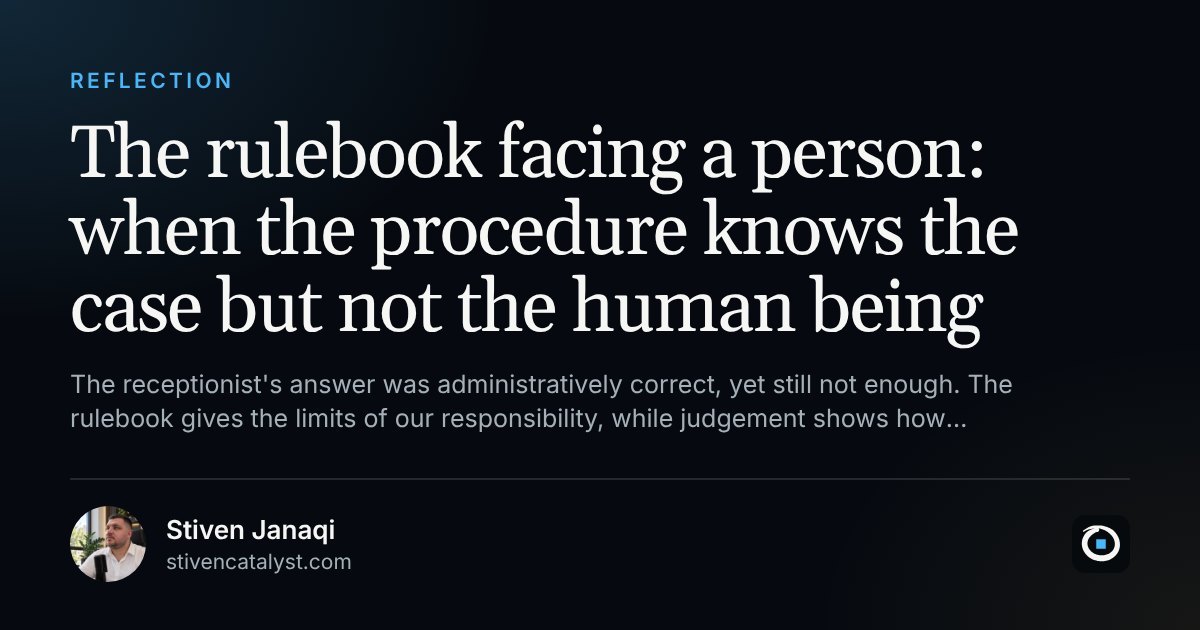 REFLECTION
The rulebook facing a person:
when the procedure knows the
case but not the human being
The receptionist's answer was administratively correct, yet still not enough. The
rulebook gives the limits of our responsibility, while judgement shows how...
Stiven Janaqi
stivencatalyst.com